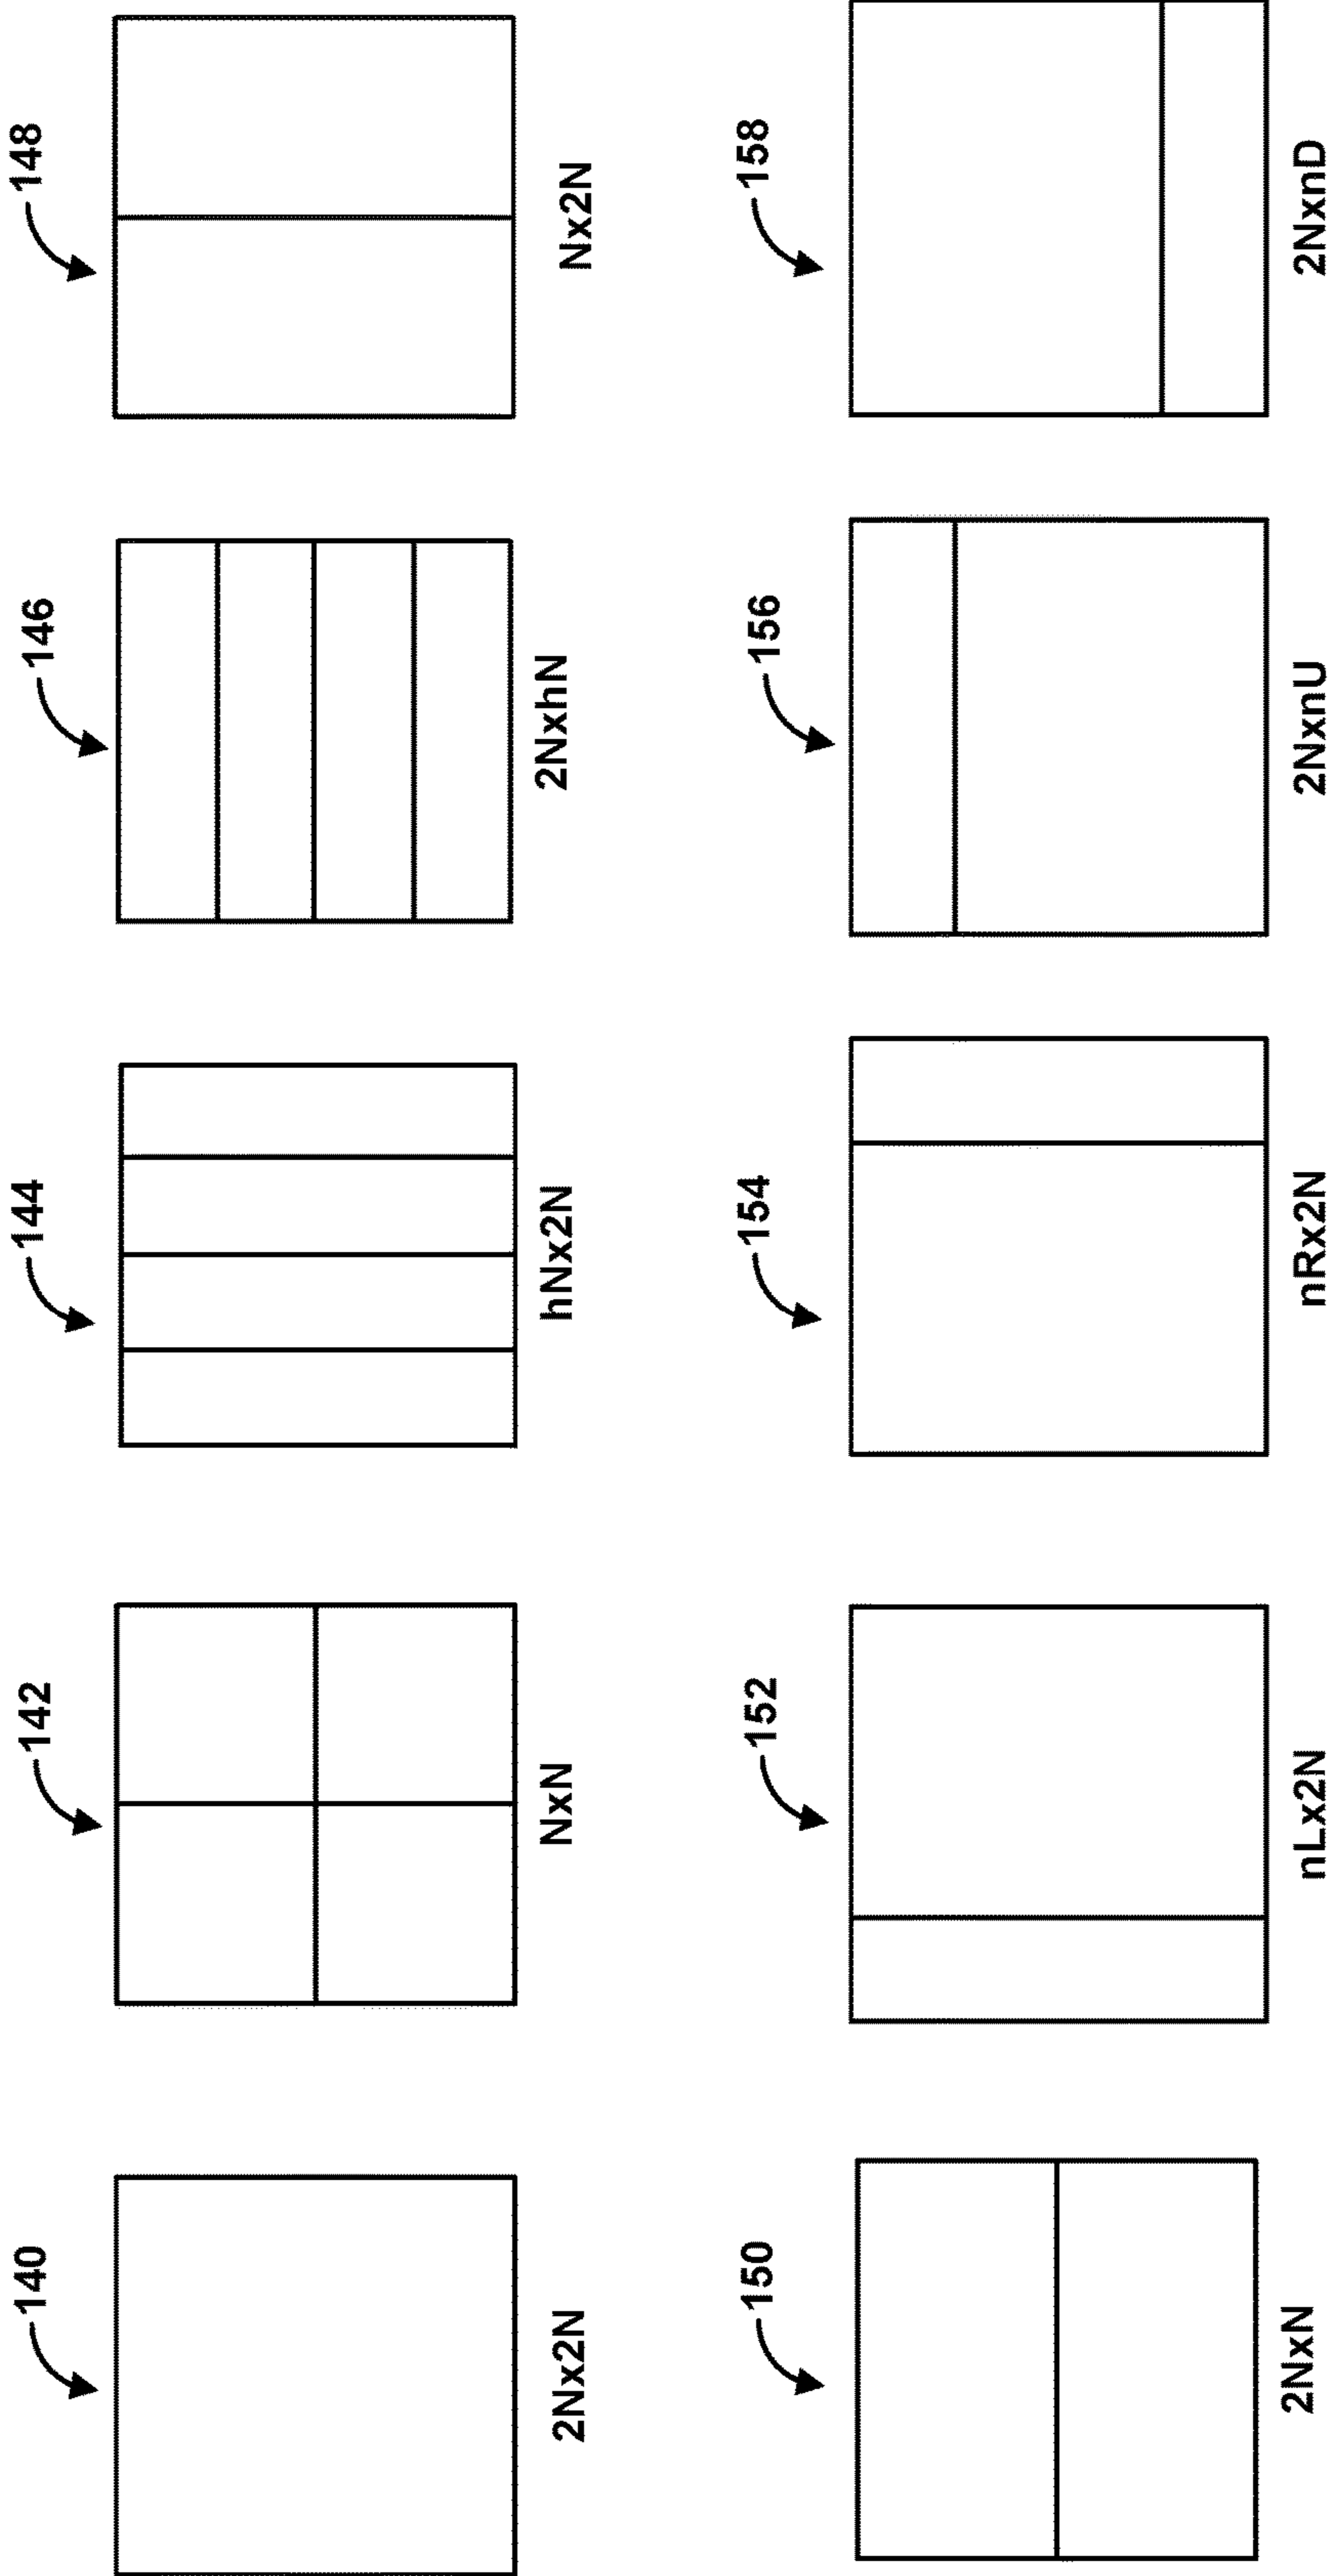 140
142
144
146
148
2Nx2N
NxN
hNx2N
2NxhN
Nx2N
150
152
154
156
158
2NxN
nLx2N
nRx2N
2NxnU
2NxnD